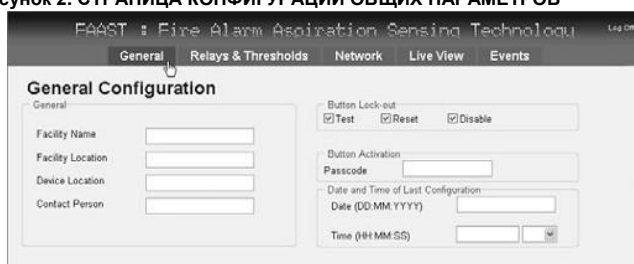 сунок 2. СТРАНИЦА КОНФИГУРАЦИИ ОБЩИХ ПАРАМЕТРОВ
FAAST : Fire Alarm Aspiration Sensing Technology
Log Off
General Relays & Thresholds Network Live View Events
General Configuration
General
Facility Name
Facility Location
Device Location
Contact Person
Button Lock-out
Test Reset Disable
Button Activation
Passcode
Date and Time of Last Configuration
Date (DD:MM:YYYY)
Time (HH:MM:SS)